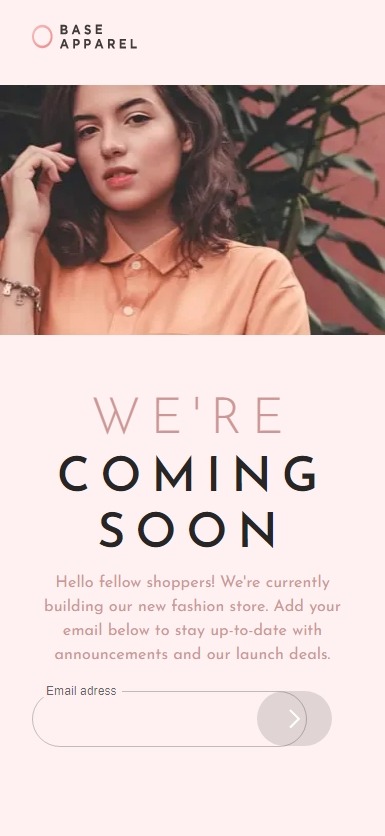 BASE
APPAREL
WE'RE
COMING
SOON
Hello fellow shoppers! We're currently
building our new fashion store. Add your
email below to stay up-to-date with
announcements and our launch deals.
Email adress